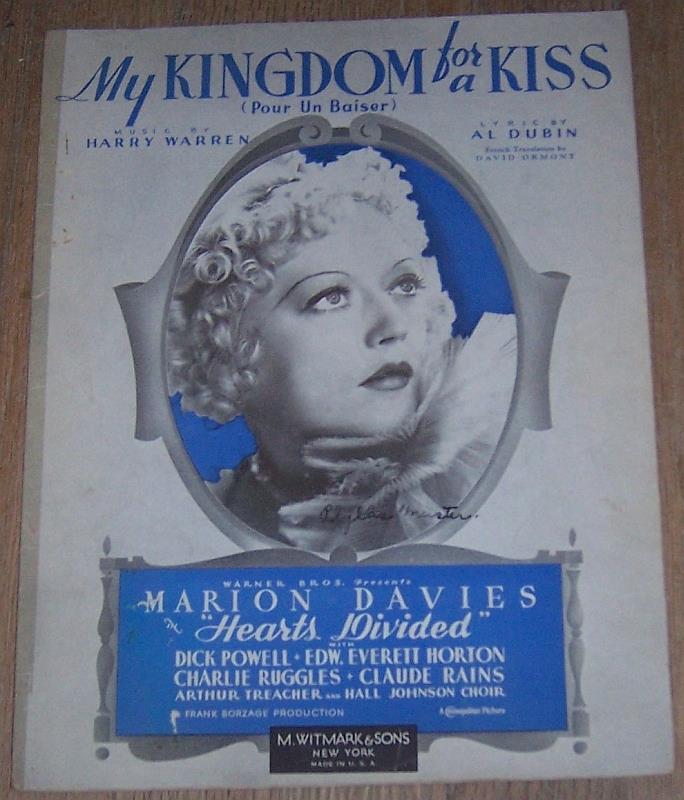 My KINGDOM for a KISS
(Pour Un Baiser)
MUSIC BY
HARRY WARREN
LYRIC BY
AL DUBIN
French Translation by
DAVID ORMONT
WARNER BROS. Presents
MARION DAVIES
in "Hearts Divided"
WITH
DICK POWELL • EDW. EVERETT HORTON
CHARLIE RUGGLES • CLAUDE RAINS
ARTHUR TREACHER AND HALL JOHNSON CHOIR
FRANK BORZAGE PRODUCTION
A Cosmopolitan Picture
M. WITMARK & SONS
NEW YORK
MADE IN U. S. A.